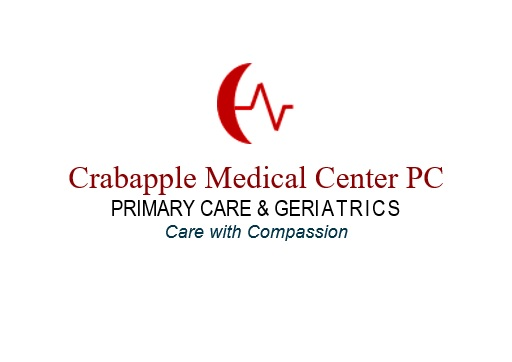 Crabapple Medical Center PC
PRIMARY CARE & GERIATRICS
Care with Compassion